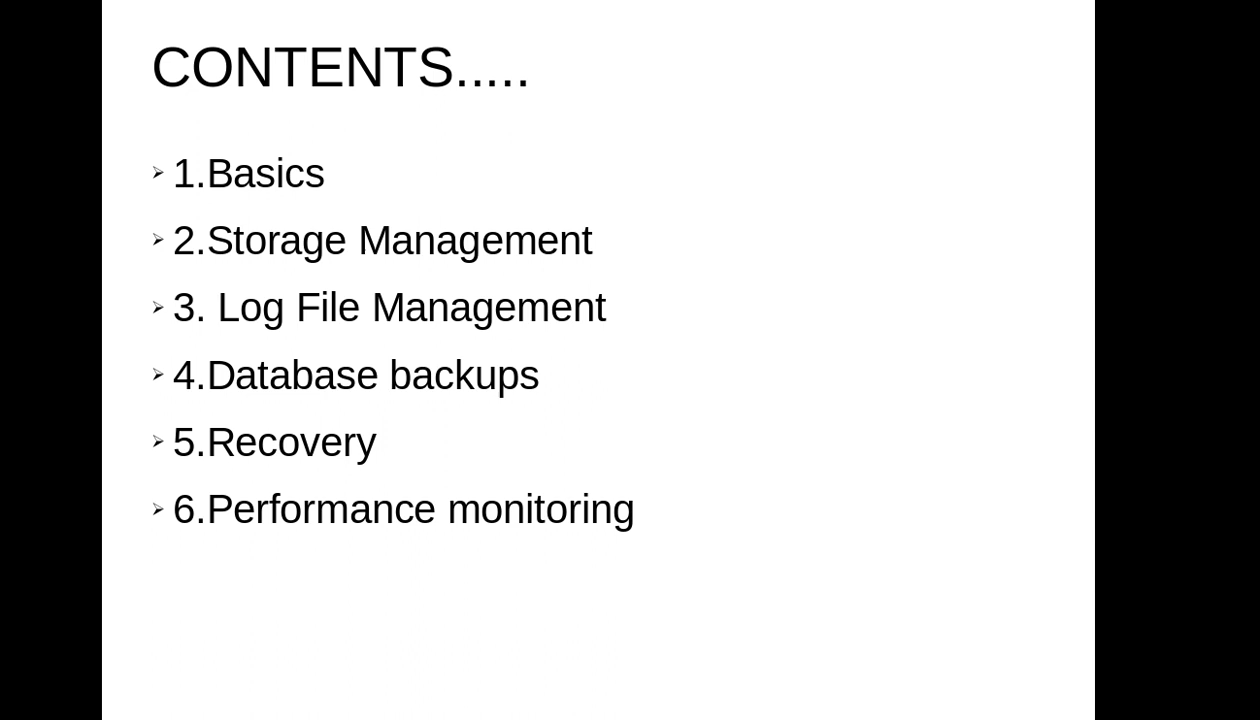 CONTENTS.....
➢ 1.Basics
➢ 2.Storage Management
➢ 3. Log File Management
➢ 4.Database backups
➢ 5.Recovery
➢ 6.Performance monitoring